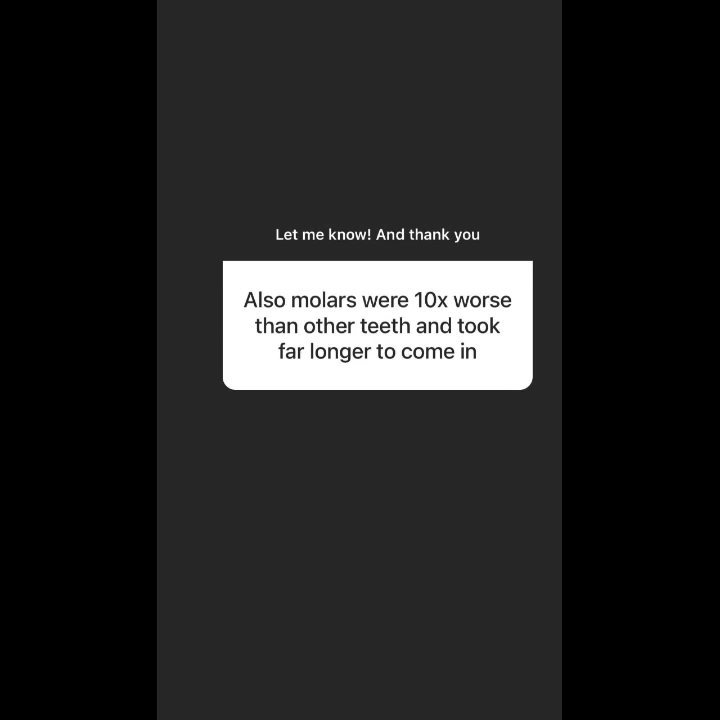 Let me know! And thank you
Also molars were 10x worse
than other teeth and took
far longer to come in